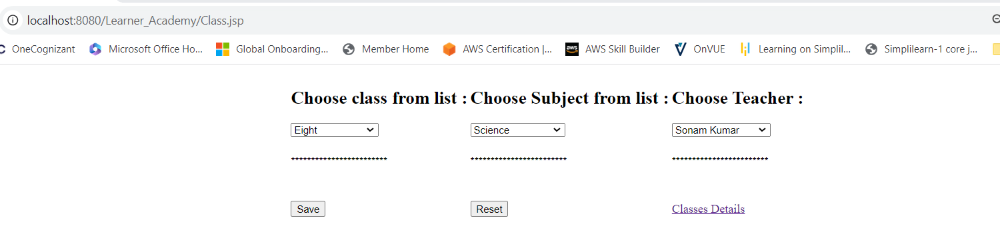 localhost:8080/Learner_Academy/Class.jsp
OneCognizant Microsoft Office Ho... Global Onboarding... Member Home AWS Certification |... aws AWS Skill Builder OnVUE Learning on Simplil... Simplilearn-1 core j...
Choose class from list : Choose Subject from list : Choose Teacher :
Eight Science Sonam Kumar
************************ ************************ ************************
Save Reset Classes Details